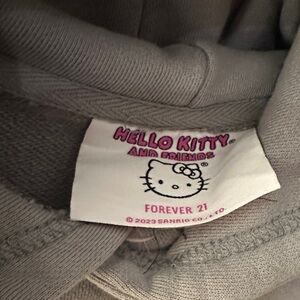 HELLO KITTY®
AND FRIENDS
FOREVER 21
© 2023 SANRIO CO., LTD.